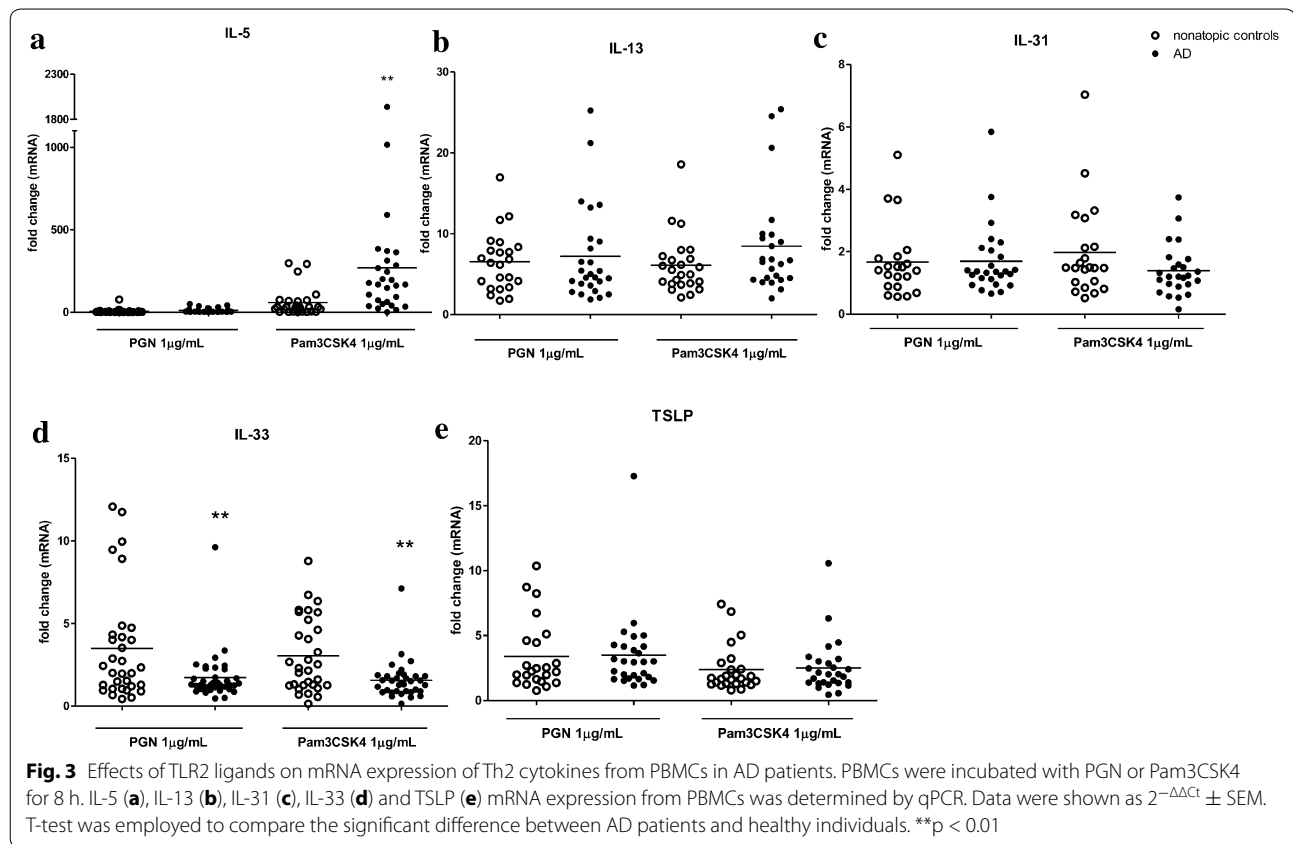 a
IL-5
2300
1800
1000
500
0
fold change (mRNA)
**
PGN 1μg/mL
Pam3CSK4 1μg/mL
b
IL-13
30
20
10
0
fold change (mRNA)
PGN 1μg/mL
Pam3CSK4 1μg/mL
c
IL-31
nonatopic controls
AD
8
6
4
2
0
fold change (mRNA)
PGN 1μg/mL
Pam3CSK4 1μg/mL
d
IL-33
15
10
5
0
fold change (mRNA)
**
**
PGN 1μg/mL
Pam3CSK4 1μg/mL
e
TSLP
20
15
10
5
0
fold change (mRNA)
PGN 1μg/mL
Pam3CSK4 1μg/mL
Fig. 3 Effects of TLR2 ligands on mRNA expression of Th2 cytokines from PBMCs in AD patients. PBMCs were incubated with PGN or Pam3CSK4
for 8 h. IL-5 (a), IL-13 (b), IL-31 (c), IL-33 (d) and TSLP (e) mRNA expression from PBMCs was determined by qPCR. Data were shown as 2−ΔΔCt ± SEM.
T-test was employed to compare the significant difference between AD patients and healthy individuals. **p < 0.01